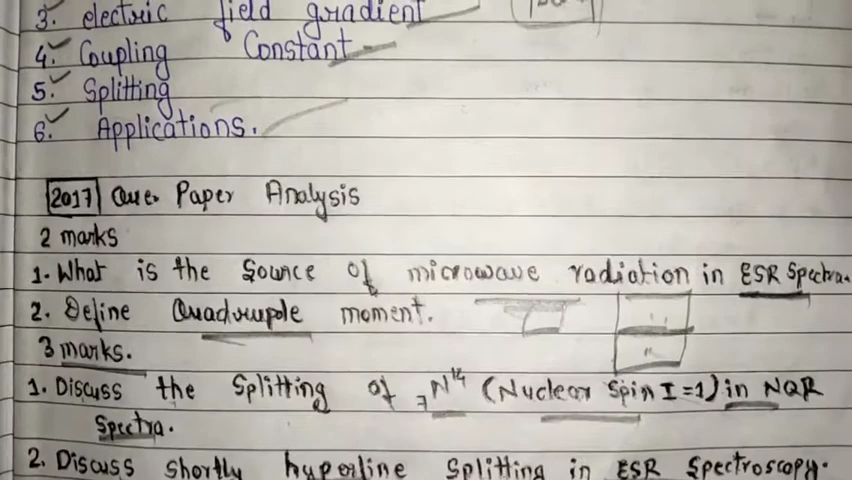 3. electric field gradient
4. Coupling Constant
5. Splitting
6. Applications.
2017 Que. Paper Analysis
2 marks
1. What is the source of microwave radiation in ESR Spectra.
2. Define Quadrupole moment.
3 marks.
1. Discuss the Splitting of ₇N¹⁴ (Nuclear Spin I=1) in NQR
Spectra.
2. Discuss shortly hyperfine splitting in ESR Spectroscopy.